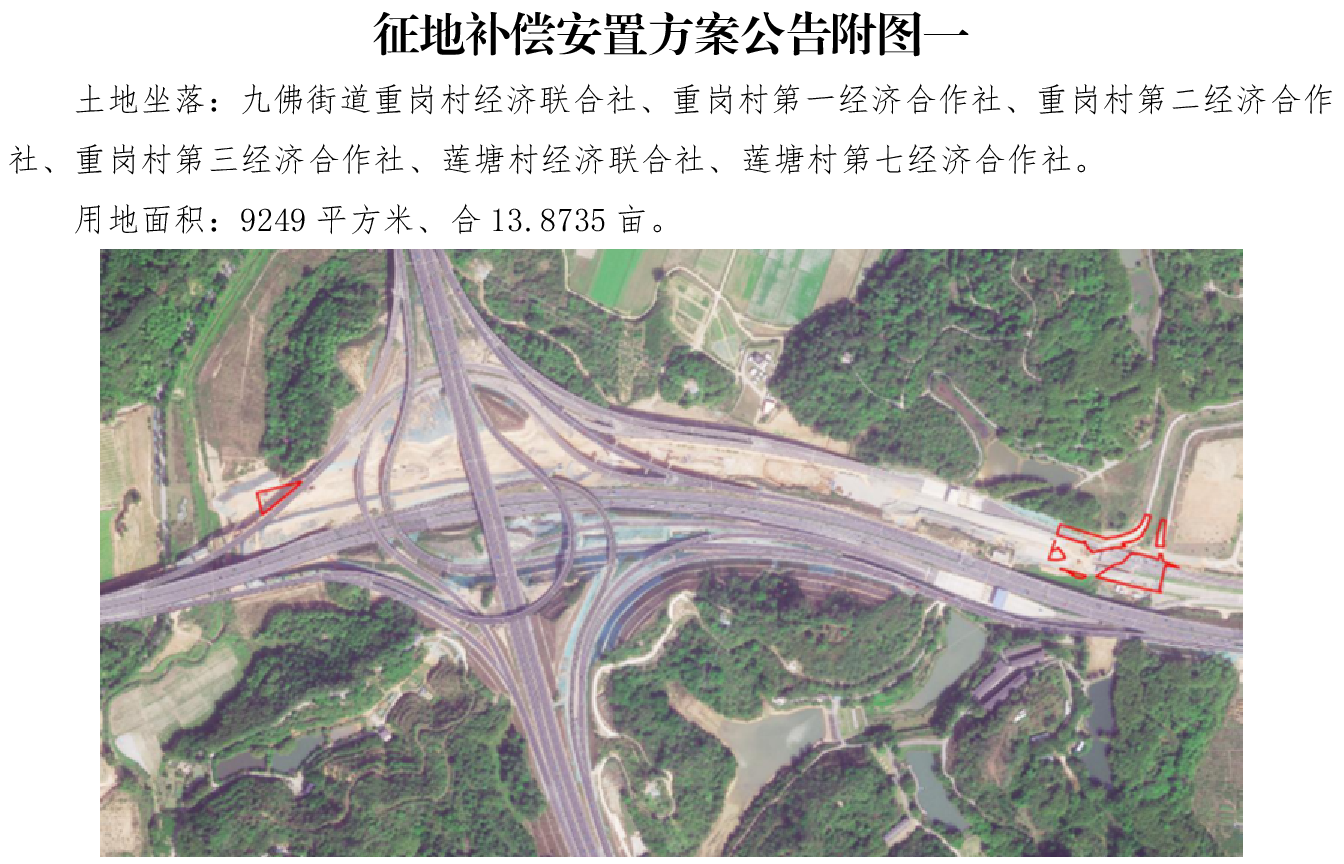 征地补偿安置方案公告附图一
土地坐落：九佛街道重岗村经济联合社、重岗村第一经济合作社、重岗村第二经济合作
社、重岗村第三经济合作社、莲塘村经济联合社、莲塘村第七经济合作社。
用地面积：9249 平方米、合 13.8735 亩。